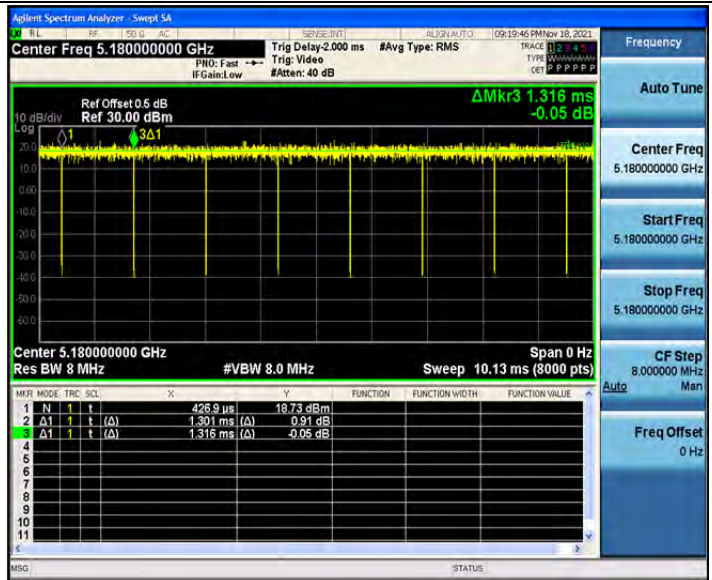 Agilent Spectrum Analyzer - Swept SA
RL RF 50 Ω AC SENSE:INT ALIGN AUTO 09:19:46 PM Nov 18, 2021
Center Freq 5.180000000 GHz Trig Delay-2.000 ms #Avg Type: RMS TRACE 1 2 3 4 5 6
PNO: Fast Trig: Video TYPE
IFGain:Low #Atten: 40 dB DET P P P P P P
Frequency
Auto Tune
Ref Offset 0.5 dB ΔMkr3 1.316 ms
10 dB/div Ref 30.00 dBm -0.05 dB
Log
1 3Δ1
20.0
10.0
0.00
-10.0
-20.0
-30.0
-40.0
-50.0
-60.0
Center Freq
5.180000000 GHz
Start Freq
5.180000000 GHz
Stop Freq
5.180000000 GHz
Center 5.180000000 GHz Span 0 Hz
Res BW 8 MHz #VBW 8.0 MHz Sweep 10.13 ms (8000 pts)
CF Step
8.000000 MHz
Auto Man
Freq Offset
0 Hz
MKR MODE TRC SCL X Y FUNCTION FUNCTION WIDTH FUNCTION VALUE
1 N 1 t 426.9 µs 18.73 dBm
2 Δ1 1 t (Δ) 1.301 ms (Δ) 0.91 dB
3 Δ1 1 t (Δ) 1.316 ms (Δ) -0.05 dB
4
5
6
7
8
9
10
11
MSG STATUS